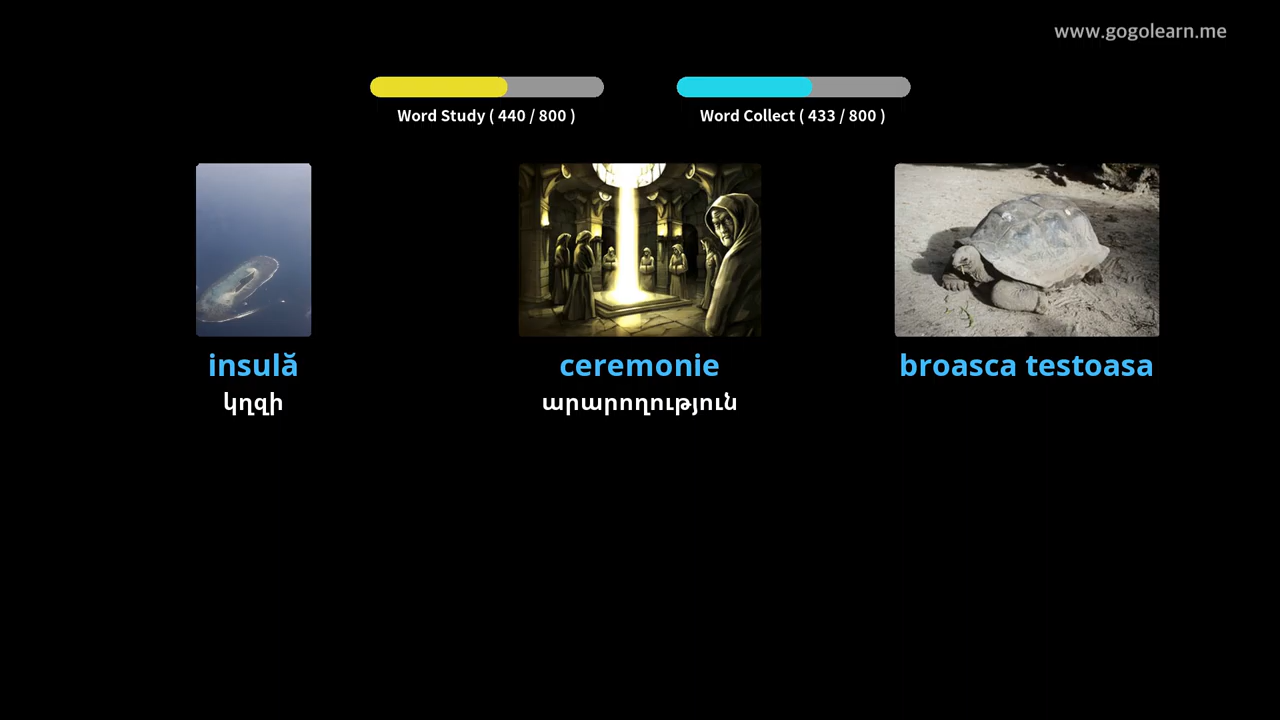 www.gogolearn.me
Word Study ( 440 / 800 )
Word Collect ( 433 / 800 )
insulă
ceremonie
broasca testoasa
կղզի
արարողություն